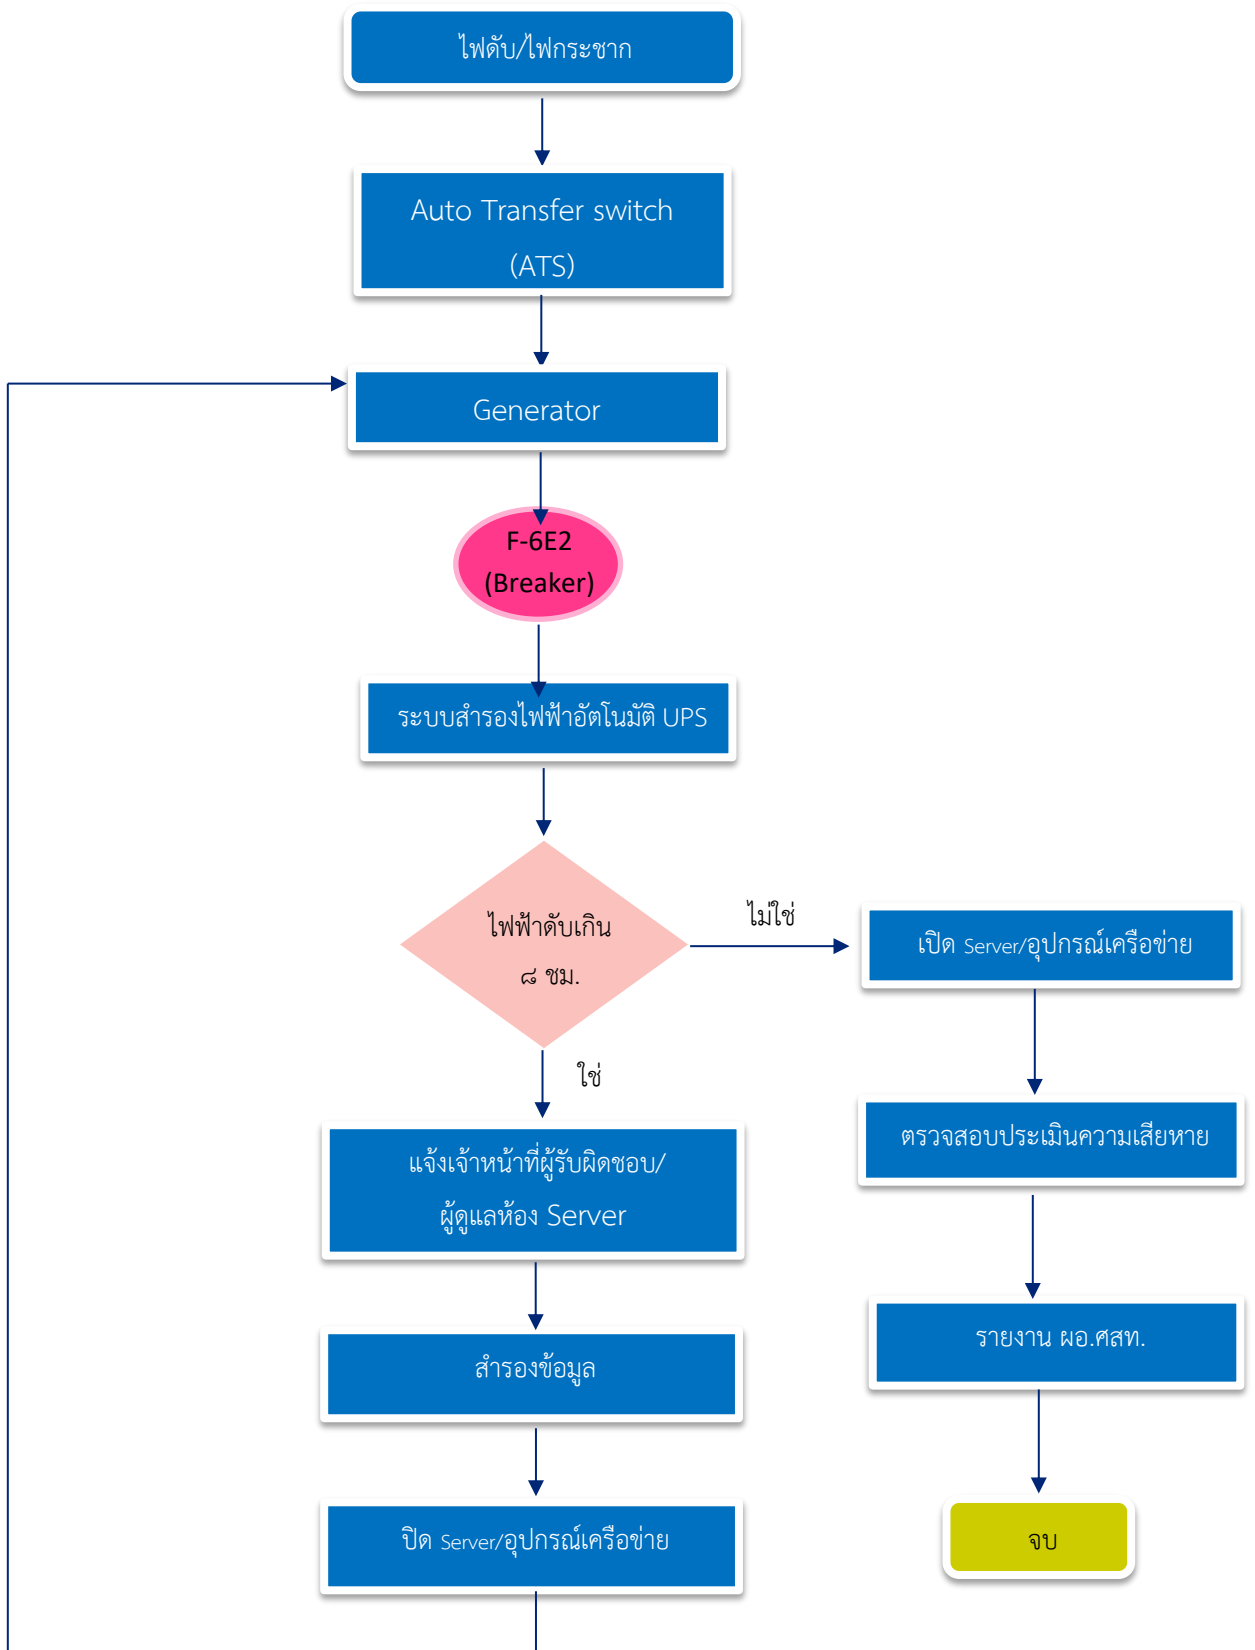 ไฟดับ/ไฟกระชาก
Auto Transfer switch
(ATS)
Generator
F-6E2
(Breaker)
ระบบสำรองไฟฟ้าอัตโนมัติ UPS
ไฟฟ้าดับเกิน
๘ ชม.
ไม่ใช่
เปิด Server/อุปกรณ์เครือข่าย
ใช่
ตรวจสอบประเมินความเสียหาย
แจ้งเจ้าหน้าที่ผู้รับผิดชอบ/
ผู้ดูแลห้อง Server
รายงาน ผอ.ศสท.
สำรองข้อมูล
ปิด Server/อุปกรณ์เครือข่าย
จบ